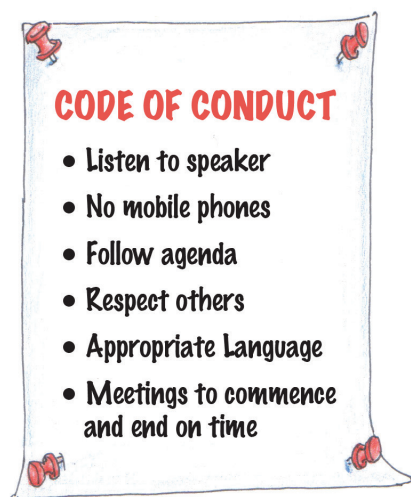 CODE OF CONDUCT
• Listen to speaker
• No mobile phones
• Follow agenda
• Respect others
• Appropriate Language
• Meetings to commence
and end on time